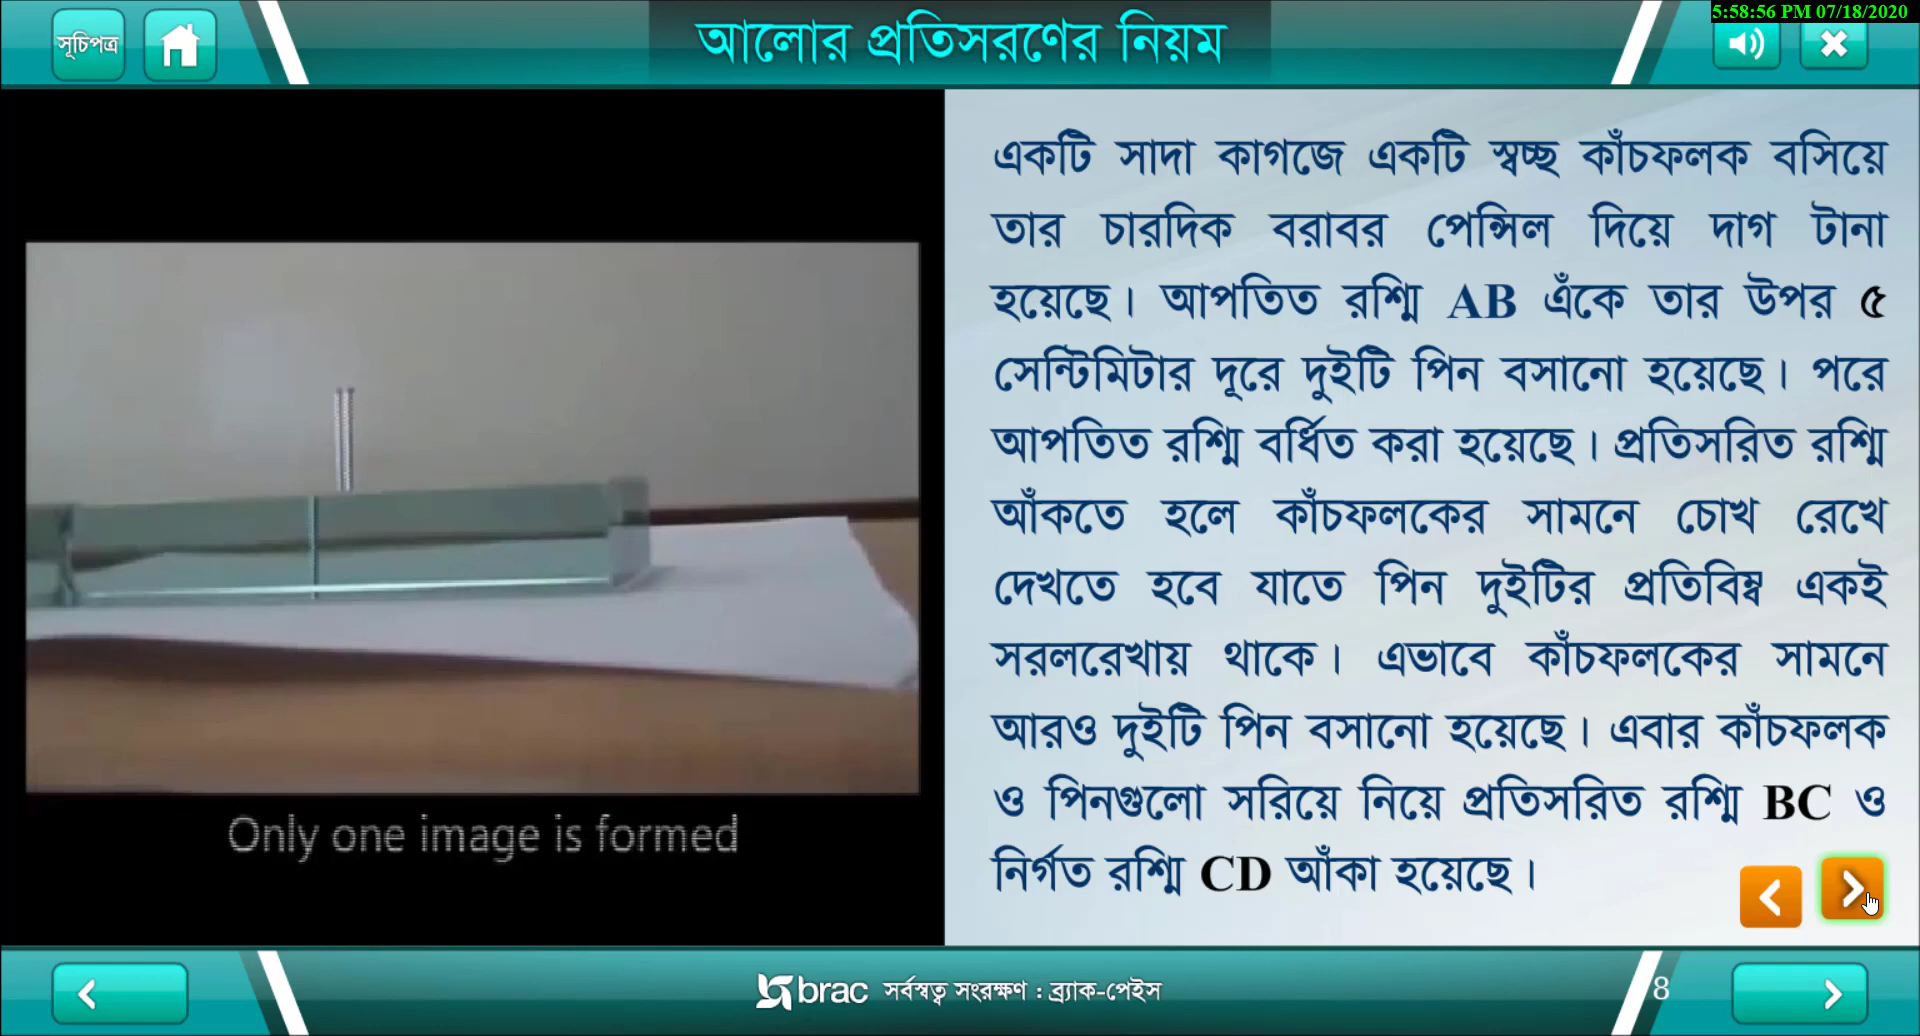 5:58:56 PM 07/18/2020
সূচিপত্র
আলোর প্রতিসরণের নিয়ম
একটি সাদা কাগজে একটি স্বচ্ছ কাঁচফলক বসিয়ে
তার চারদিক বরাবর পেন্সিল দিয়ে দাগ টানা
হয়েছে। আপতিত রশ্মি AB এঁকে তার উপর ৫
সেন্টিমিটার দূরে দুইটি পিন বসানো হয়েছে। পরে
আপতিত রশ্মি বর্ধিত করা হয়েছে। প্রতিসরিত রশ্মি
আঁকতে হলে কাঁচফলকের সামনে চোখ রেখে
দেখতে হবে যাতে পিন দুইটির প্রতিবিম্ব একই
সরলরেখায় থাকে। এভাবে কাঁচফলকের সামনে
আরও দুইটি পিন বসানো হয়েছে। এবার কাঁচফলক
ও পিনগুলো সরিয়ে নিয়ে প্রতিসরিত রশ্মি BC ও
নির্গত রশ্মি CD আঁকা হয়েছে।
Only one image is formed
brac সর্বস্বত্ব সংরক্ষণ : ব্র্যাক-পেইস
8